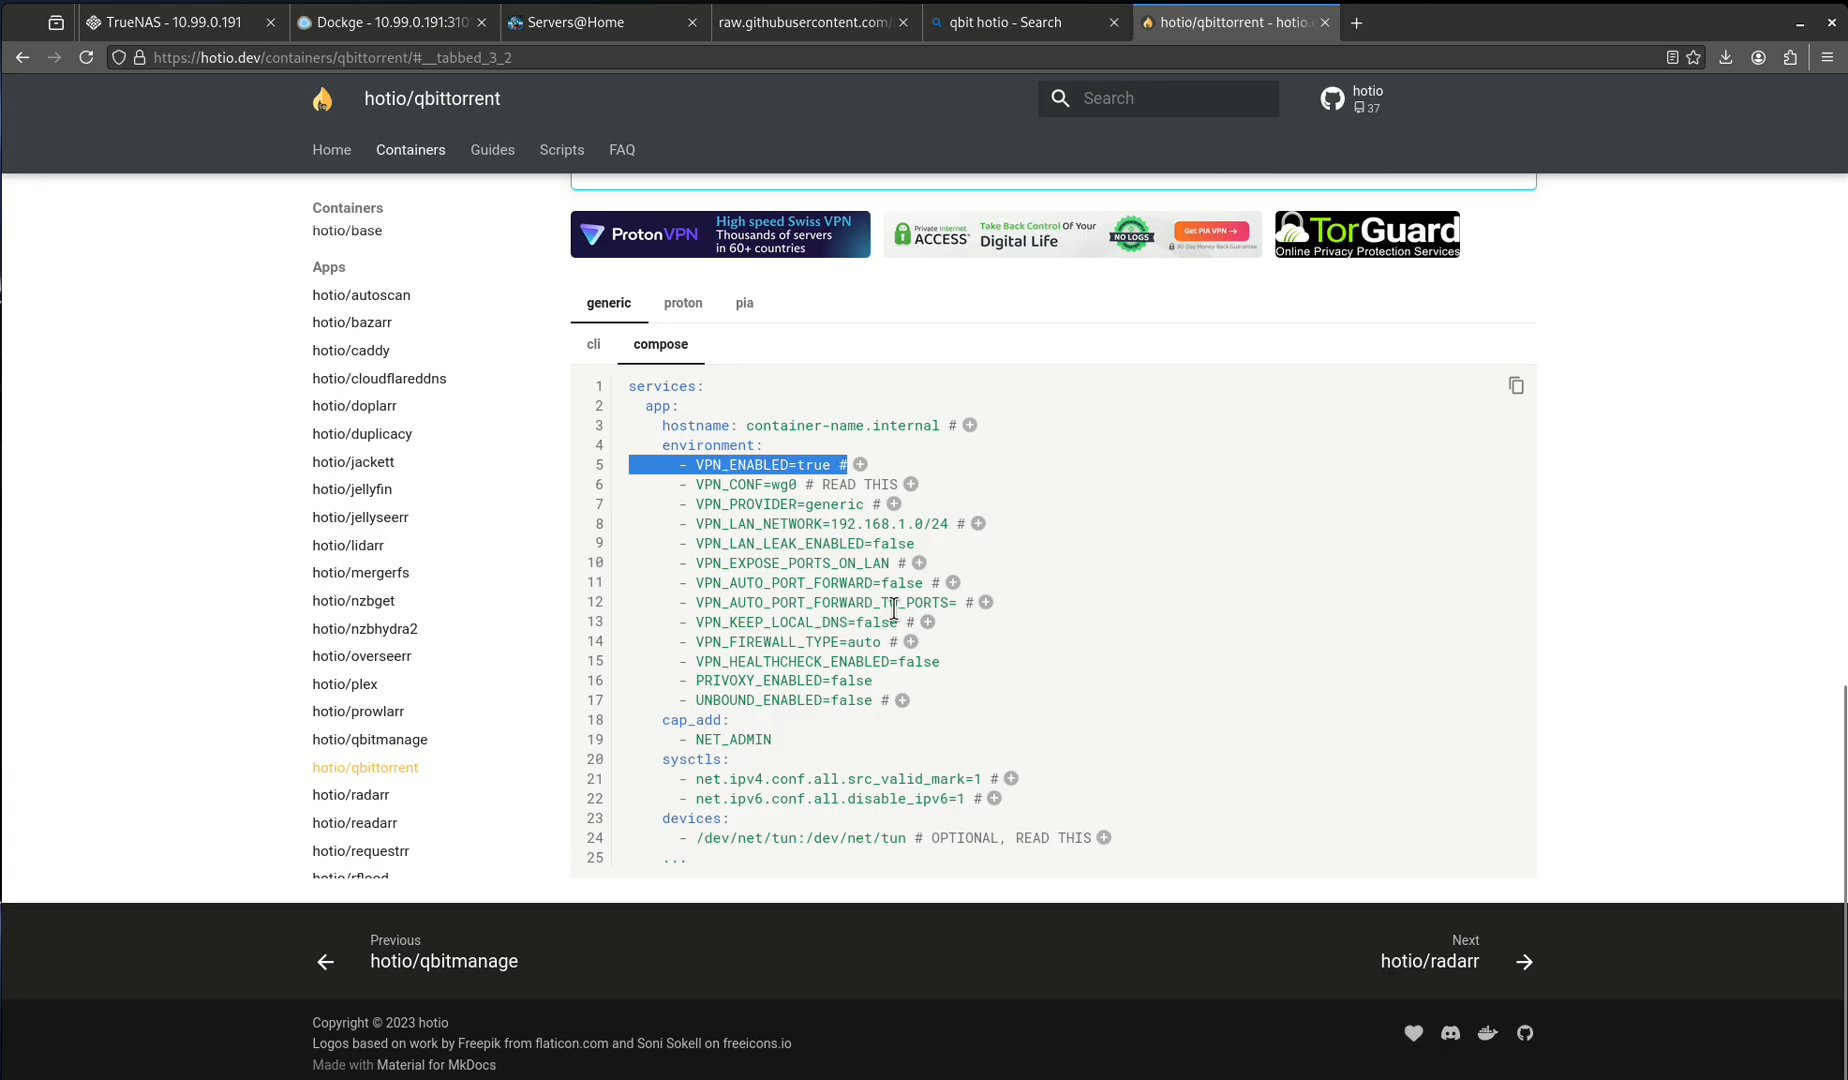 TrueNAS - 10.99.0.191
Dockge - 10.99.0.191:310
Servers@Home
raw.githubusercontent.com/
qbit hotio - Search
hotio/qbittorrent - hotio.
https://hotio.dev/containers/qbittorrent/#__tabbed_3_2
hotio/qbittorrent
Search
hotio
37
Home
Containers
Guides
Scripts
FAQ
Containers
hotio/base
Apps
hotio/autoscan
hotio/bazarr
hotio/caddy
hotio/cloudflareddns
hotio/doplarr
hotio/duplicacy
hotio/jackett
hotio/jellyfin
hotio/jellyseerr
hotio/lidarr
hotio/mergerfs
hotio/nzbget
hotio/nzbhydra2
hotio/overseerr
hotio/plex
hotio/prowlarr
hotio/qbitmanage
hotio/qbittorrent
hotio/radarr
hotio/readarr
hotio/requestrr
hotio/rflood
ProtonVPN
High speed Swiss VPN
Thousands of servers
in 60+ countries
Private Internet
ACCESS
Take Back Control Of Your
Digital Life
NO LOGS
Get PIA VPN →
30-Day Money-Back Guarantee
TorGuard
Online Privacy Protection Services
generic
proton
pia
cli
compose
1 services:
2 app:
3 hostname: container-name.internal #
4 environment:
5 - VPN_ENABLED=true #
6 - VPN_CONF=wg0 # READ THIS
7 - VPN_PROVIDER=generic #
8 - VPN_LAN_NETWORK=192.168.1.0/24 #
9 - VPN_LAN_LEAK_ENABLED=false
10 - VPN_EXPOSE_PORTS_ON_LAN #
11 - VPN_AUTO_PORT_FORWARD=false #
12 - VPN_AUTO_PORT_FORWARD_TO_PORTS= #
13 - VPN_KEEP_LOCAL_DNS=false #
14 - VPN_FIREWALL_TYPE=auto #
15 - VPN_HEALTHCHECK_ENABLED=false
16 - PRIVOXY_ENABLED=false
17 - UNBOUND_ENABLED=false #
18 cap_add:
19 - NET_ADMIN
20 sysctls:
21 - net.ipv4.conf.all.src_valid_mark=1 #
22 - net.ipv6.conf.all.disable_ipv6=1 #
23 devices:
24 - /dev/net/tun:/dev/net/tun # OPTIONAL, READ THIS
25 ...
Previous
hotio/qbitmanage
Next
hotio/radarr
Copyright © 2023 hotio
Logos based on work by Freepik from flaticon.com and Soni Sokell on freeicons.io
Made with Material for MkDocs